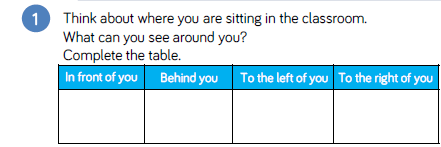 1 Think about where you are sitting in the classroom.
What can you see around you?
Complete the table.
In front of you Behind you To the left of you To the right of you